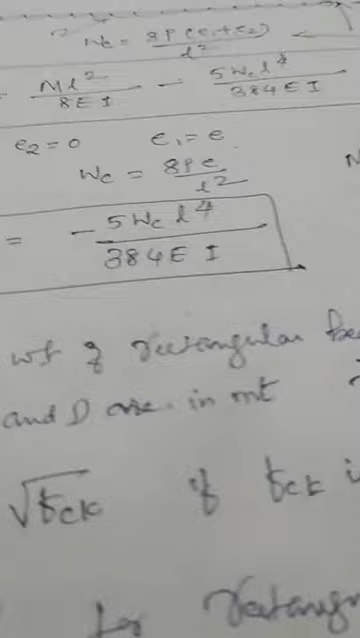 Wc = 8P(e1+e2) / l²
Ml² / 8EI - 5Wc l⁴ / 384EI
e2=0 e1=e
Wc = 8Pe / l²
= - 5Wc l⁴ / 384EI
wt of rectangular
and D are in mt
√fck if fck i
for rectang